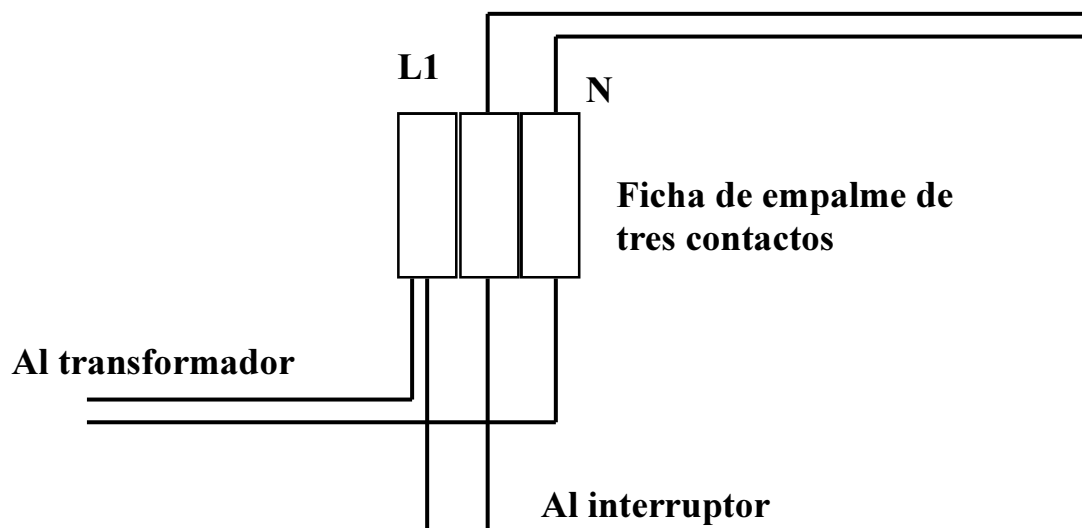 L1
N
Ficha de empalme de
tres contactos
Al transformador
Al interruptor